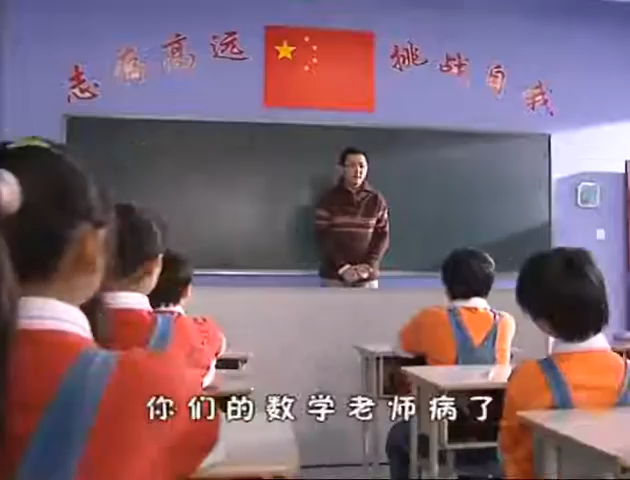 志存高远 挑战自我
你们的数学老师病了